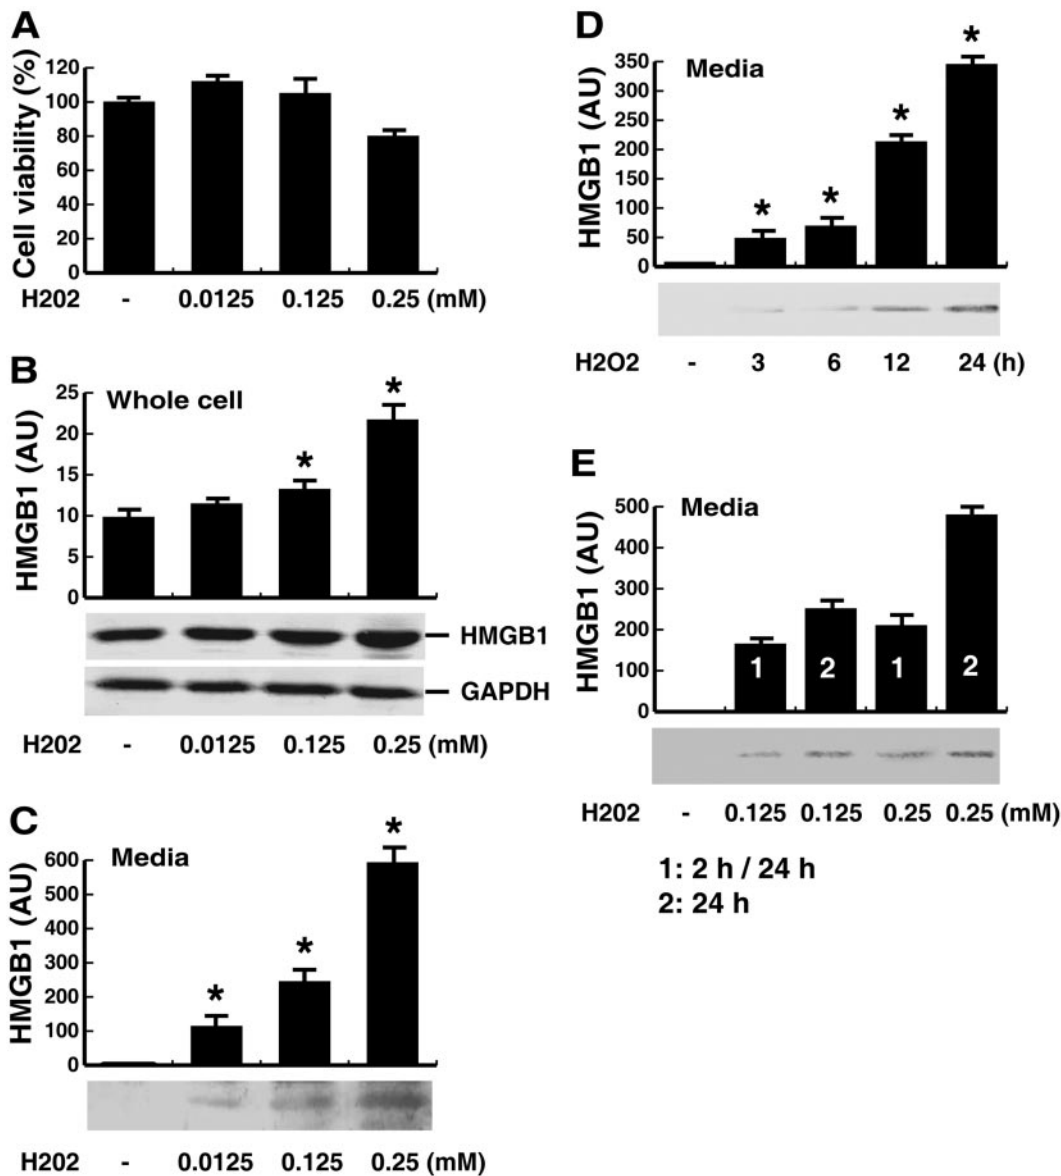 A
Cell viability (%)
120
100
80
60
40
20
0
H202 - 0.0125 0.125 0.25 (mM)
B
Whole cell
HMGB1 (AU)
25
20
15
10
5
0
*
*
HMGB1
GAPDH
H202 - 0.0125 0.125 0.25 (mM)
C
Media
HMGB1 (AU)
600
500
400
300
200
100
0
*
*
*
H202 - 0.0125 0.125 0.25 (mM)
D
Media
HMGB1 (AU)
350
300
250
200
150
100
50
0
*
*
*
*
H2O2 - 3 6 12 24 (h)
E
Media
HMGB1 (AU)
500
400
300
200
100
0
1 2 1 2
H202 - 0.125 0.125 0.25 0.25 (mM)
1: 2 h / 24 h
2: 24 h